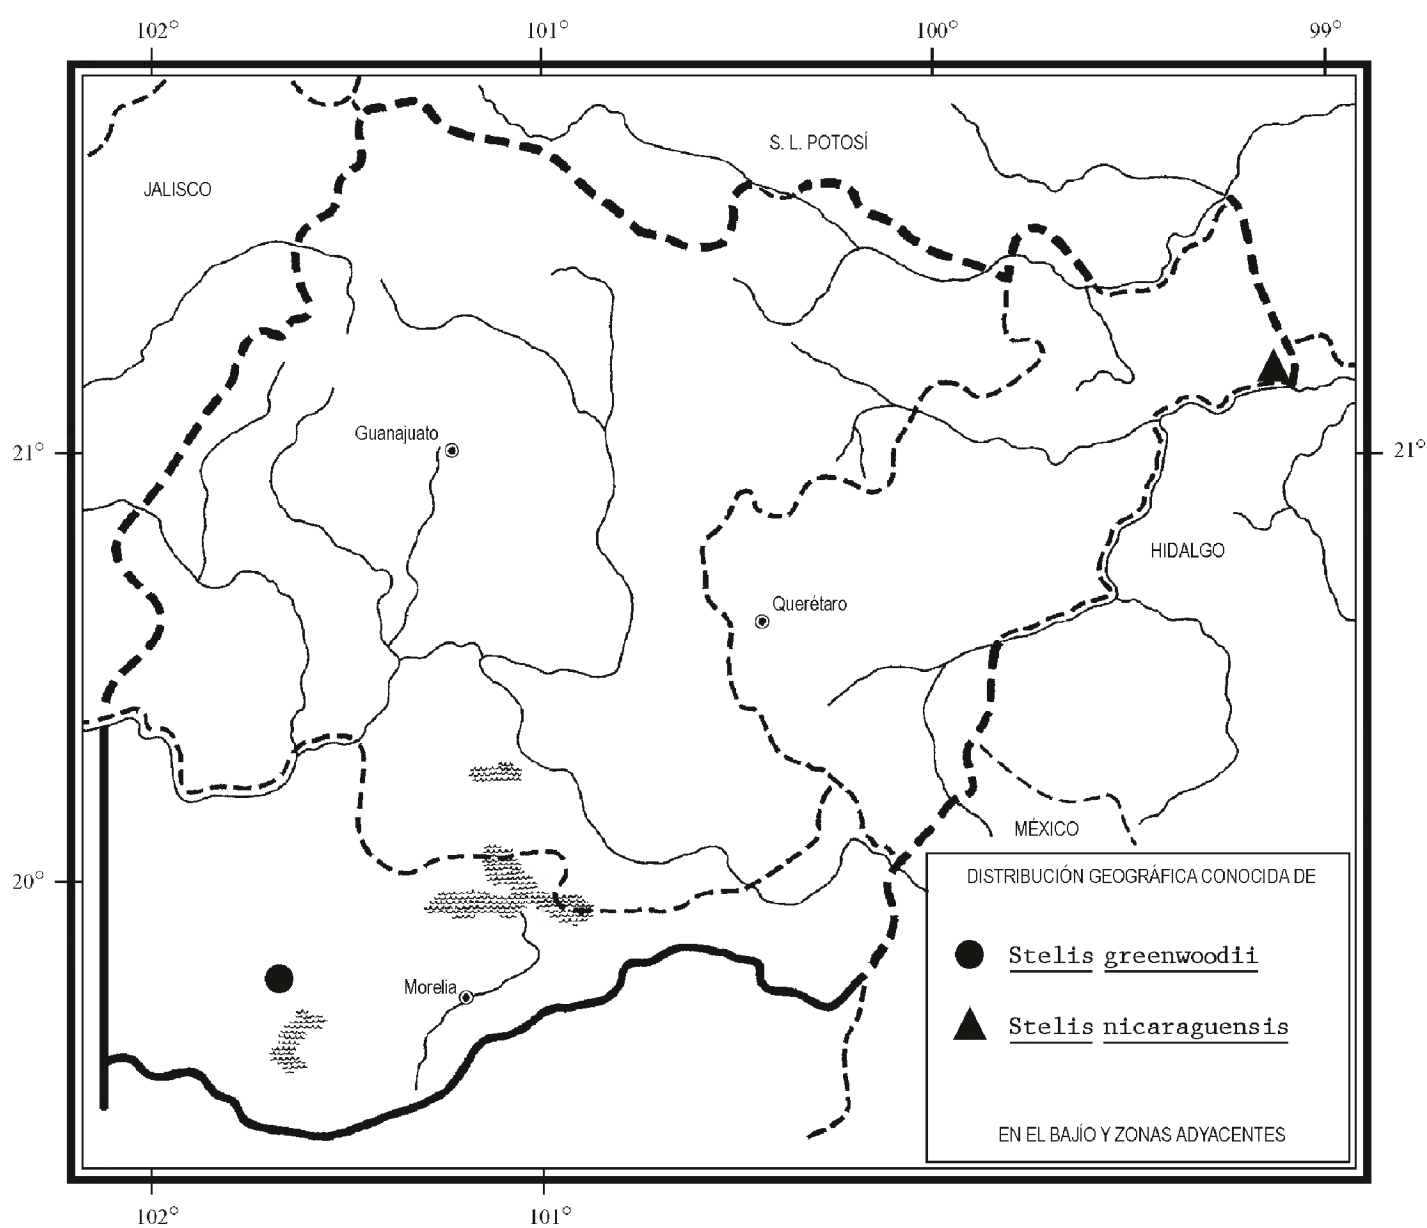 102° 101° 100° 99°
S. L. POTOSÍ
JALISCO
Guanajuato
21° 21°
HIDALGO
Querétaro
MÉXICO
20°
DISTRIBUCIÓN GEOGRÁFICA CONOCIDA DE
Stelis greenwoodii
Morelia
Stelis nicaraguensis
EN EL BAJÍO Y ZONAS ADYACENTES
102° 101°